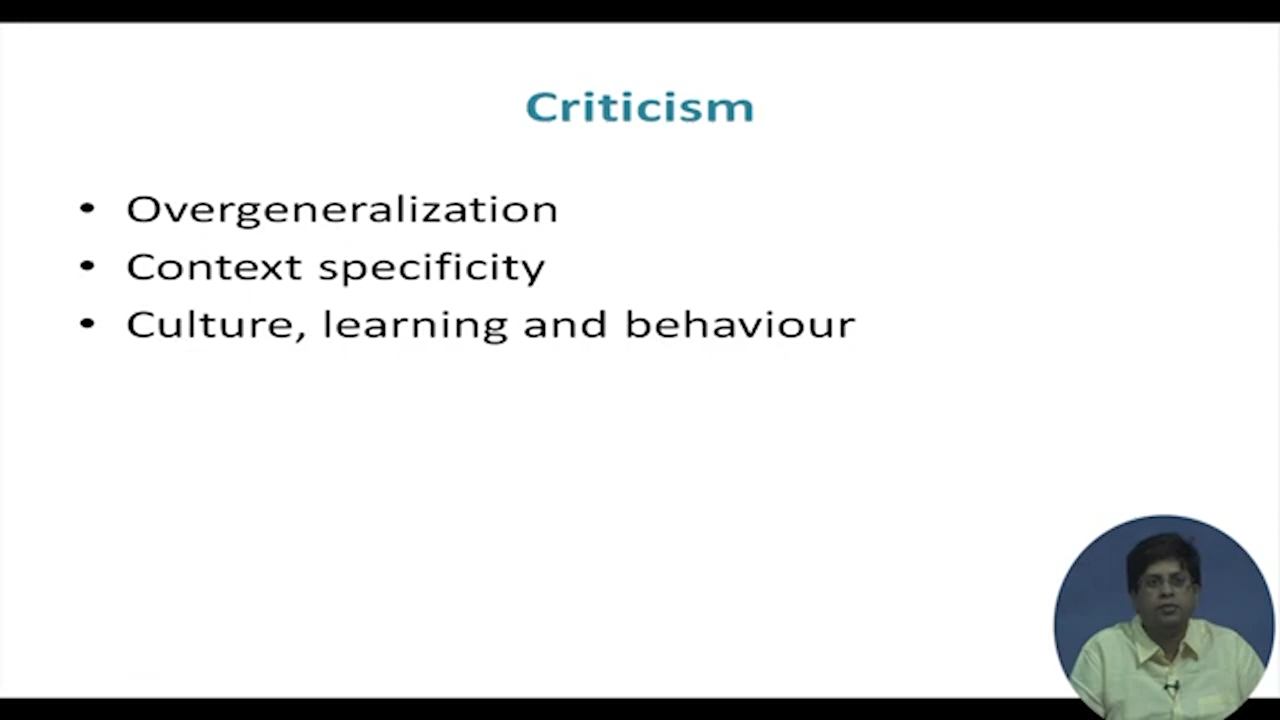 Criticism
• Overgeneralization
• Context specificity
• Culture, learning and behaviour